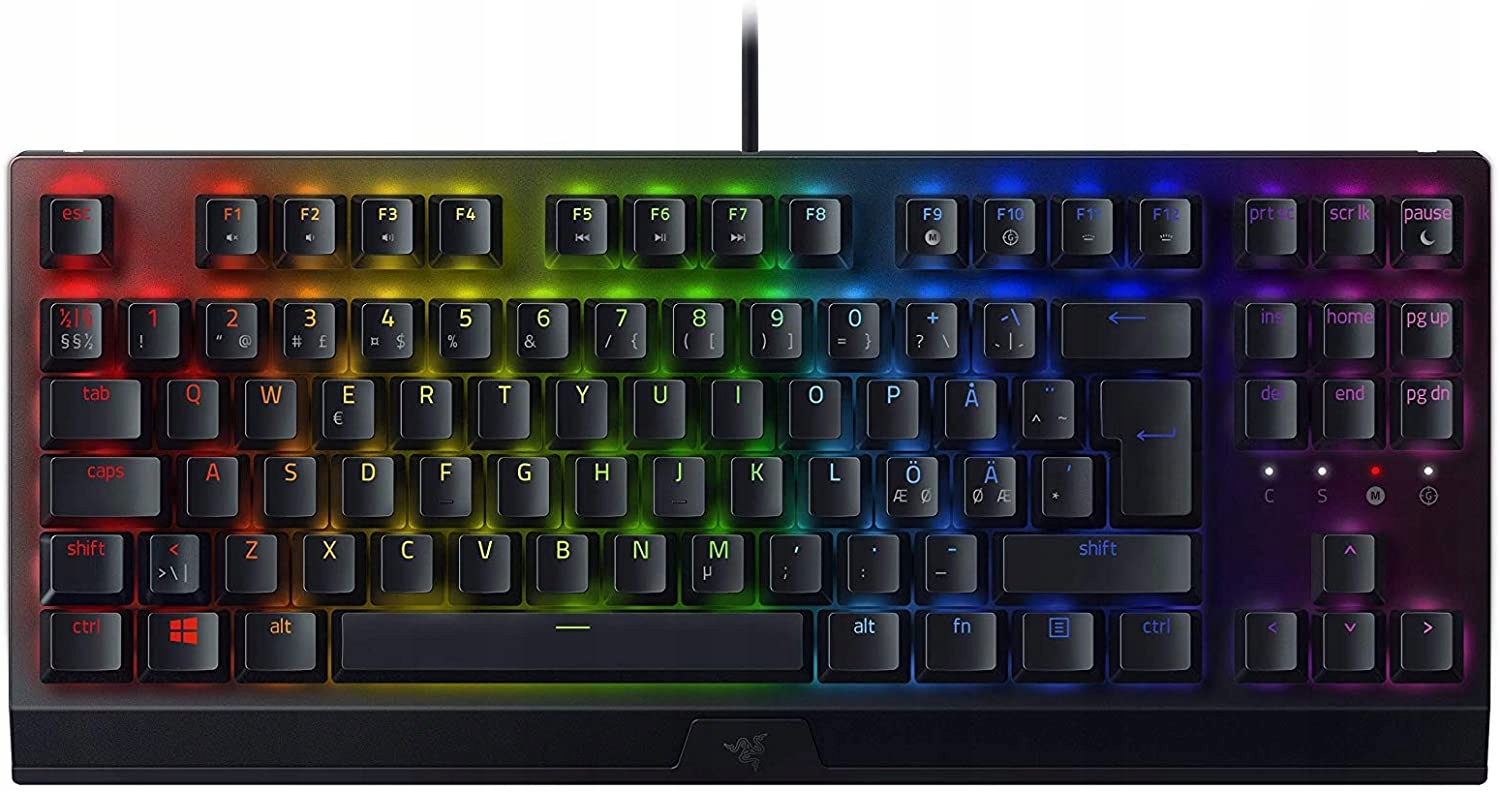 esc F1 F2 F3 F4 F5 F6 F7 F8 F9 F10 F11 F12 prt sc scr lk pause
M G
½|§ 1 2 3 4 5 6 7 8 9 0 + -\ ins home pg up
§§½ ! " @ # £ ¤ $ % & / { ( [ ) ] = } ? \ `|´
tab Q W E R T Y U I O P Å ¨ del end pg dn
€ ^ ~
caps A S D F G H J K L Ö Ä '
Æ Ø Ø Æ *
C S M G
shift < Z X C V B N M , . - shift ^
>\| µ ; : _
ctrl alt alt fn ctrl < v >